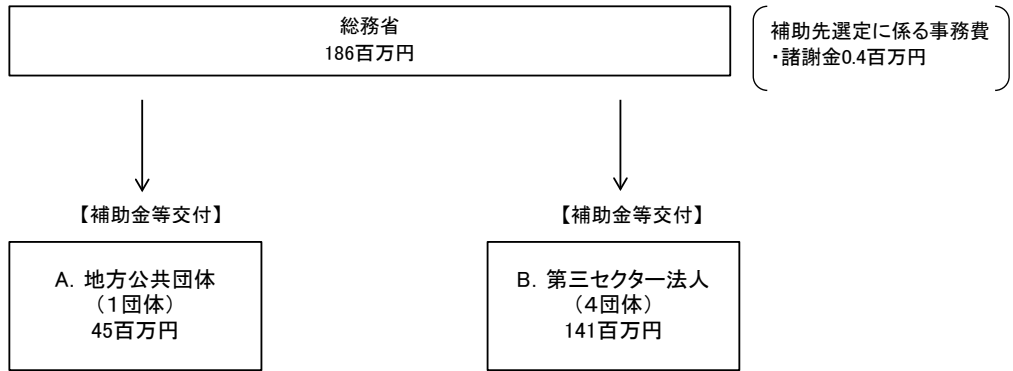 総務省
186百万円
補助先選定に係る事務費
・諸謝金0.4百万円
【補助金等交付】
【補助金等交付】
A．地方公共団体
（１団体）
45百万円
B．第三セクター法人
（４団体）
141百万円